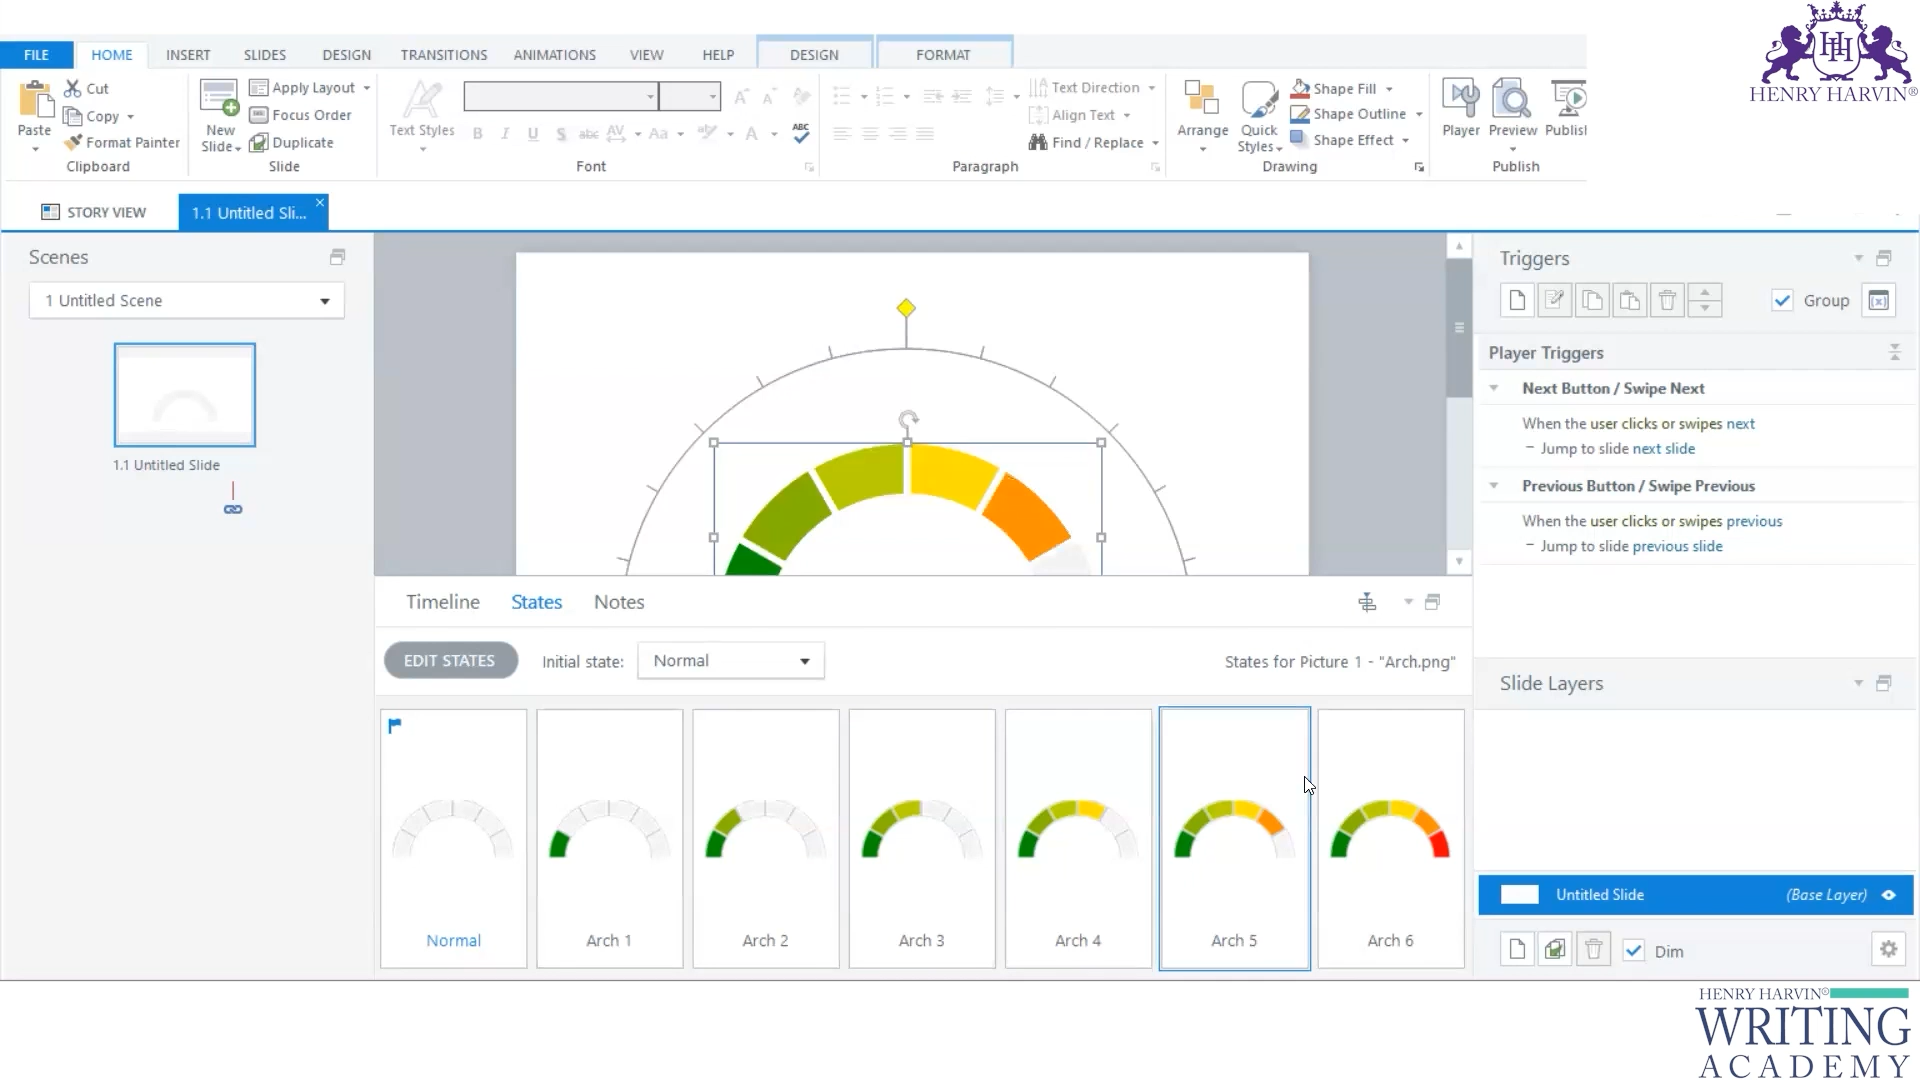 HENRY HARVIN®
FILE HOME INSERT SLIDES DESIGN TRANSITIONS ANIMATIONS VIEW HELP DESIGN FORMAT
Paste
Cut
Copy
Format Painter
Clipboard
New
Slide
Apply Layout
Focus Order
Duplicate
Slide
Text Styles
B I U S abc AV Aa A ABC
Font
Text Direction
Align Text
Find / Replace
Paragraph
Arrange
Quick
Styles
Shape Fill
Shape Outline
Shape Effect
Drawing
Player Preview Publis
Publish
STORY VIEW
1.1 Untitled Sli...
Scenes
1 Untitled Scene
1.1 Untitled Slide
Timeline States Notes
EDIT STATES
Initial state: Normal
States for Picture 1 - "Arch.png"
Normal Arch 1 Arch 2 Arch 3 Arch 4 Arch 5 Arch 6
Triggers
Group
Player Triggers
Next Button / Swipe Next
When the user clicks or swipes next
– Jump to slide next slide
Previous Button / Swipe Previous
When the user clicks or swipes previous
– Jump to slide previous slide
Slide Layers
Untitled Slide (Base Layer)
Dim
HENRY HARVIN®
WRITING
ACADEMY